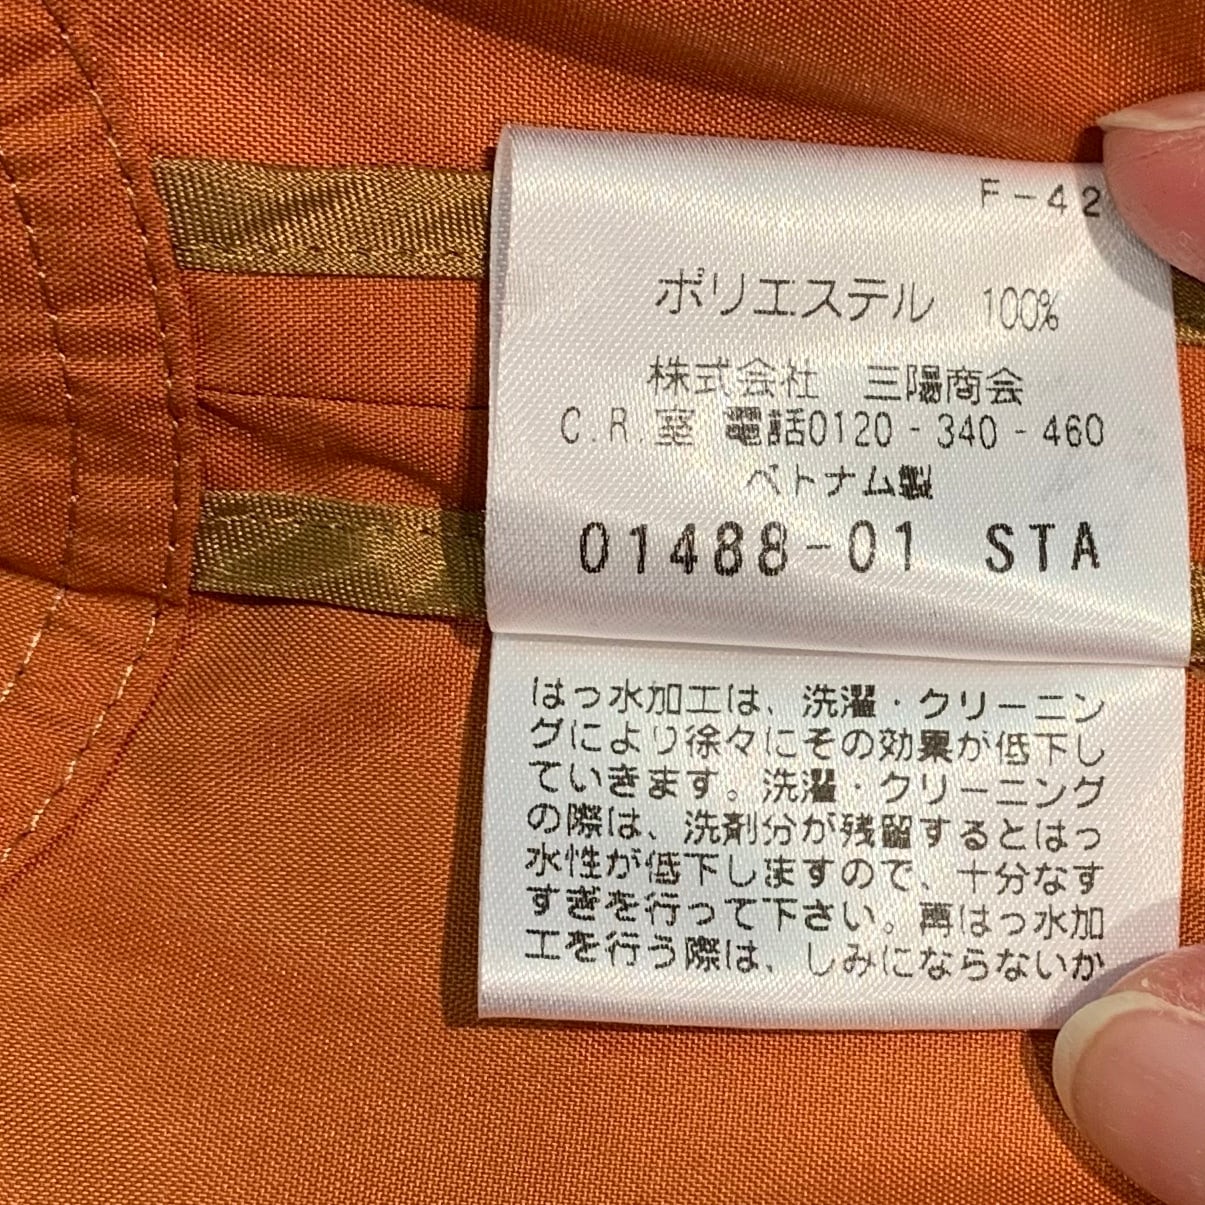 F-42
ポリエステル 100%
株式会社 三陽商会
C.R.室 電話0120-340-460
ベトナム製
01488-01 STA
はっ水加工は、洗濯・クリーニン
グにより徐々にその効果が低下し
ていきます。洗濯・クリーニング
の際は、洗剤分が残留するとはっ
水性が低下しますので、十分なす
すぎを行って下さい。再はっ水加
工を行う際は、しみにならないか